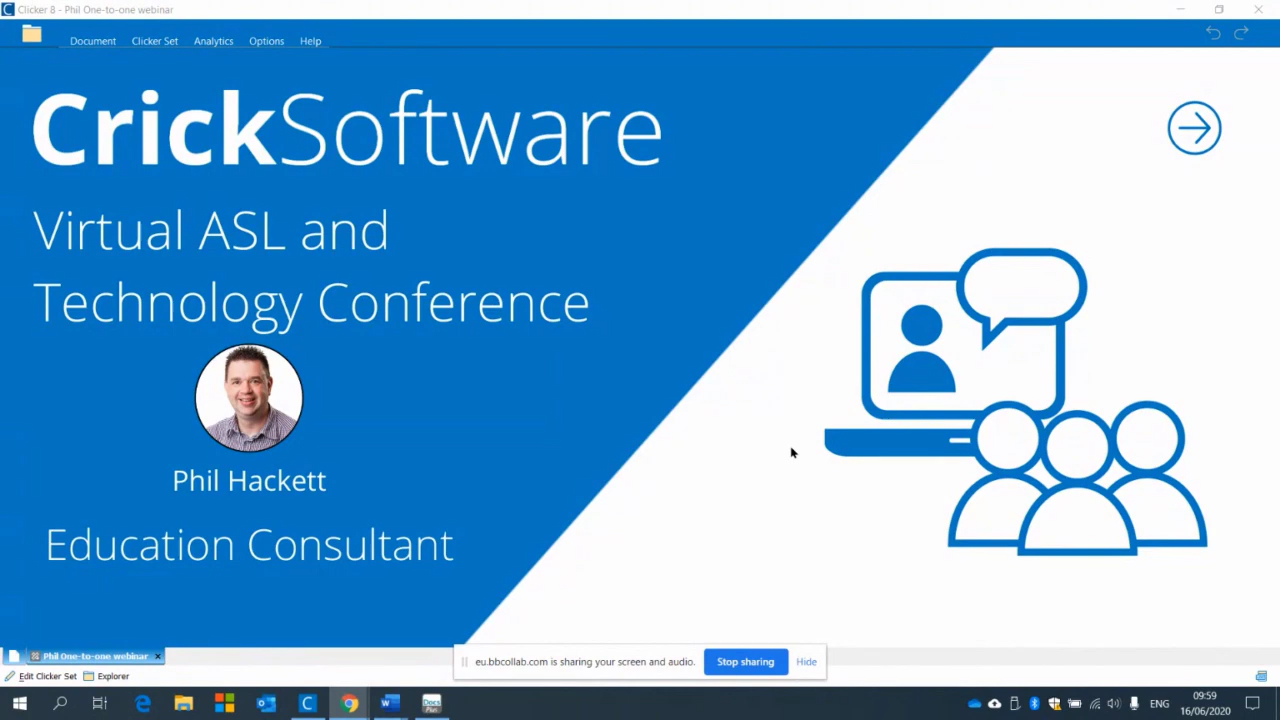 Clicker 8 - Phil One-to-one webinar
Document Clicker Set Analytics Options Help
CrickSoftware
Virtual ASL and
Technology Conference
Phil Hackett
Education Consultant
Phil One-to-one webinar
eu.bbcollab.com is sharing your screen and audio. Stop sharing Hide
Edit Clicker Set Explorer
Docs
Plus
ENG
09:59
16/06/2020